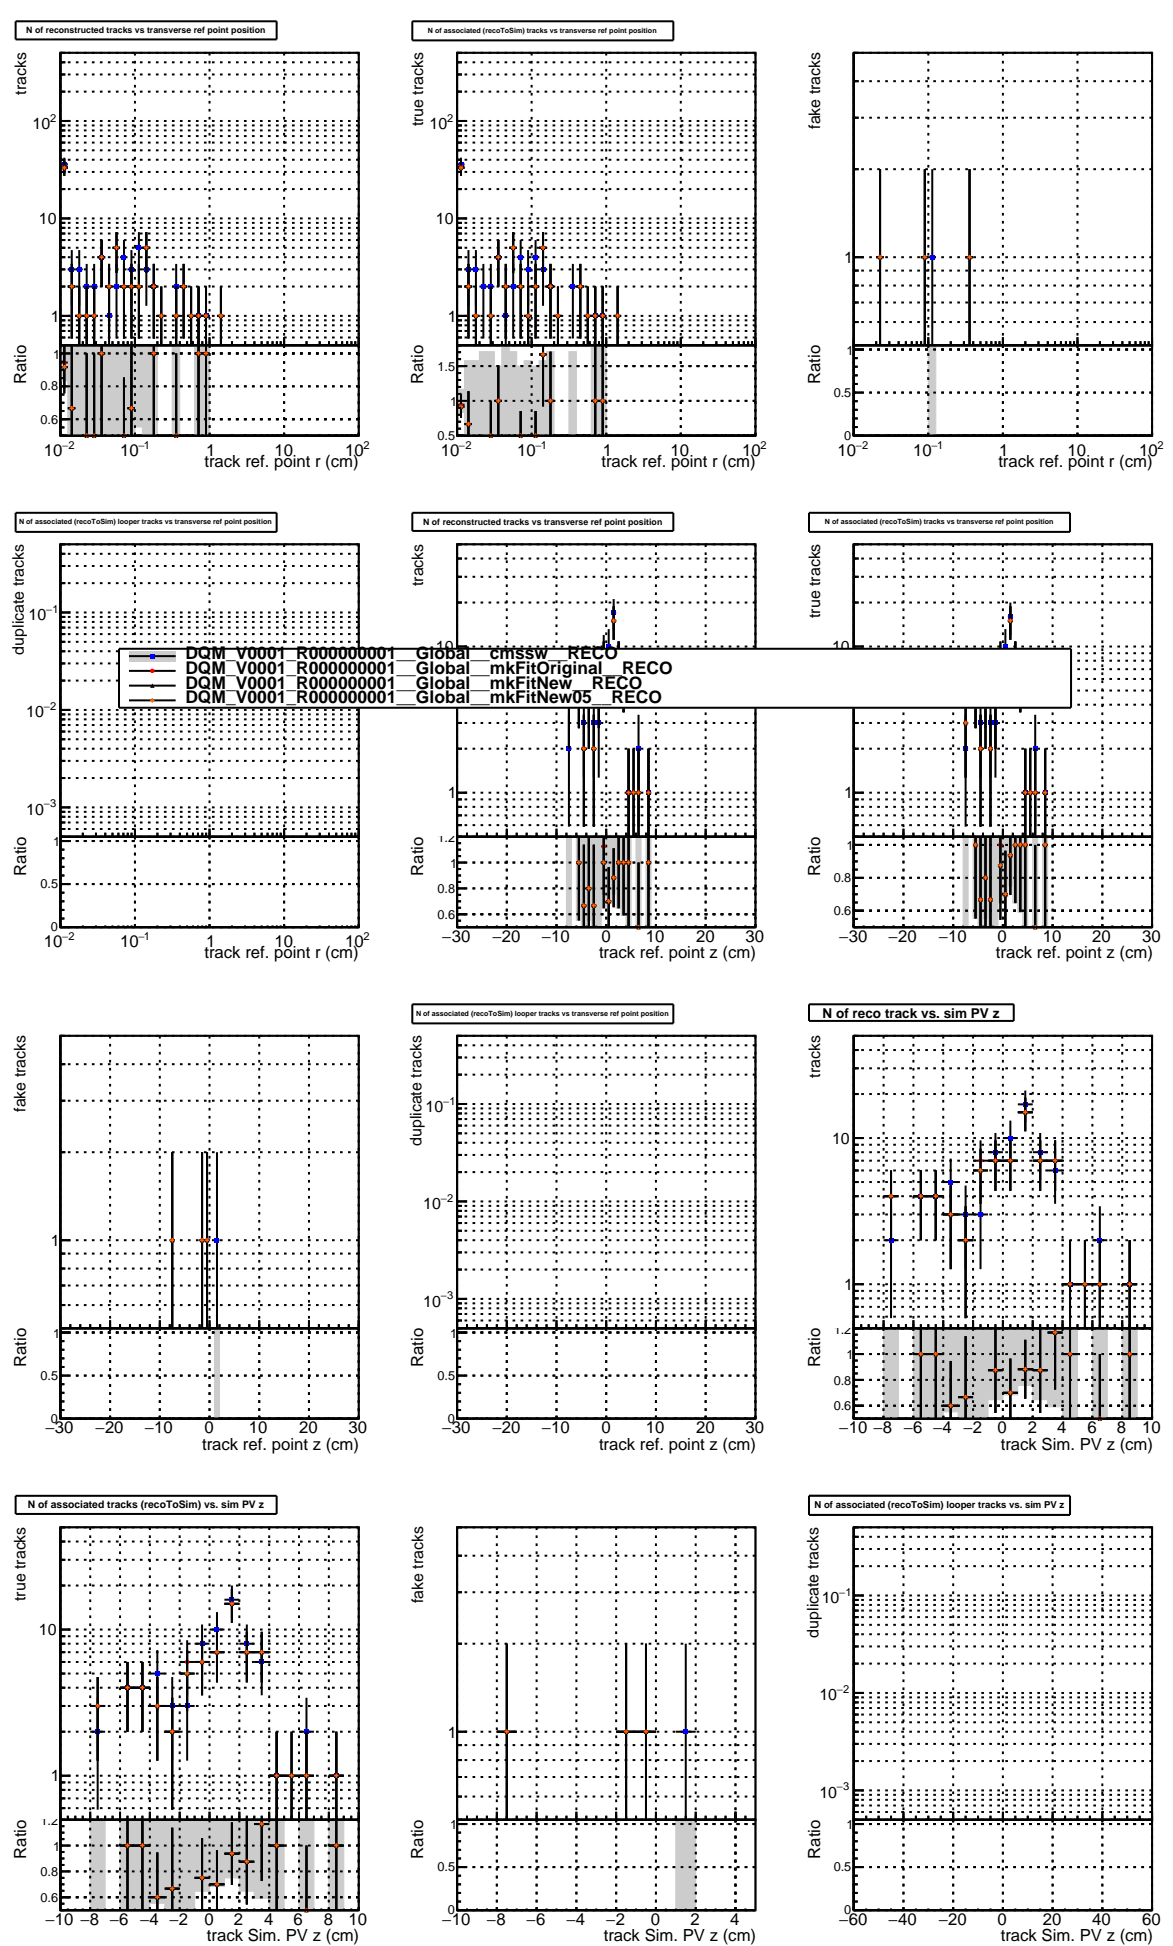 N of reconstructed tracks vs transverse ref point position
N of associated (recoToSim) tracks vs transverse ref point position
tracks
10²
10
1
Ratio
1
0.8
0.6
10⁻² 10⁻¹ 1 10 10²
track ref. point r (cm)
true tracks
10²
10
1
Ratio
1.5
1
0.5
10⁻² 10⁻¹ 1 10 10²
track ref. point r (cm)
fake tracks
1
Ratio
1
0.5
0
10⁻² 10⁻¹ 1 10 10²
track ref. point r (cm)
N of associated (recoToSim) looper tracks vs transverse ref point position
N of reconstructed tracks vs transverse ref point position
N of associated (recoToSim) tracks vs transverse ref point position
duplicate tracks
10⁻¹
10⁻²
10⁻³
Ratio
1
0.5
0
10⁻² 10⁻¹ 1 10 10²
track ref. point r (cm)
tracks
10
1
Ratio
1.2
1
0.8
0.6
−30 −20 −10 0 10 20 30
track ref. point z (cm)
true tracks
10
1
Ratio
1
0.8
0.6
−30 −20 −10 0 10 20 30
track ref. point z (cm)
DQM_V0001_R000000001__Global__cmssw__RECO
DQM_V0001_R000000001__Global__mkFitOriginal__RECO
DQM_V0001_R000000001__Global__mkFitNew__RECO
DQM_V0001_R000000001__Global__mkFitNew05__RECO
N of associated (recoToSim) looper tracks vs transverse ref point position
N of reco track vs. sim PV z
fake tracks
1
Ratio
1
0.5
0
−30 −20 −10 0 10 20 30
track ref. point z (cm)
duplicate tracks
10⁻¹
10⁻²
10⁻³
Ratio
1
0.5
0
−30 −20 −10 0 10 20 30
track ref. point z (cm)
tracks
10
1
Ratio
1.2
1
0.8
0.6
−10 −8 −6 −4 −2 0 2 4 6 8 10
track Sim. PV z (cm)
N of associated tracks (recoToSim) vs. sim PV z
N of associated (recoToSim) looper tracks vs. sim PV z
true tracks
10
1
Ratio
1.2
1
0.8
0.6
−10 −8 −6 −4 −2 0 2 4 6 8 10
track Sim. PV z (cm)
fake tracks
1
Ratio
1
0.5
0
−10 −8 −6 −4 −2 0 2 4
track Sim. PV z (cm)
duplicate tracks
10⁻¹
10⁻²
10⁻³
Ratio
1
0.5
0
−60 −40 −20 0 20 40 60
track Sim. PV z (cm)